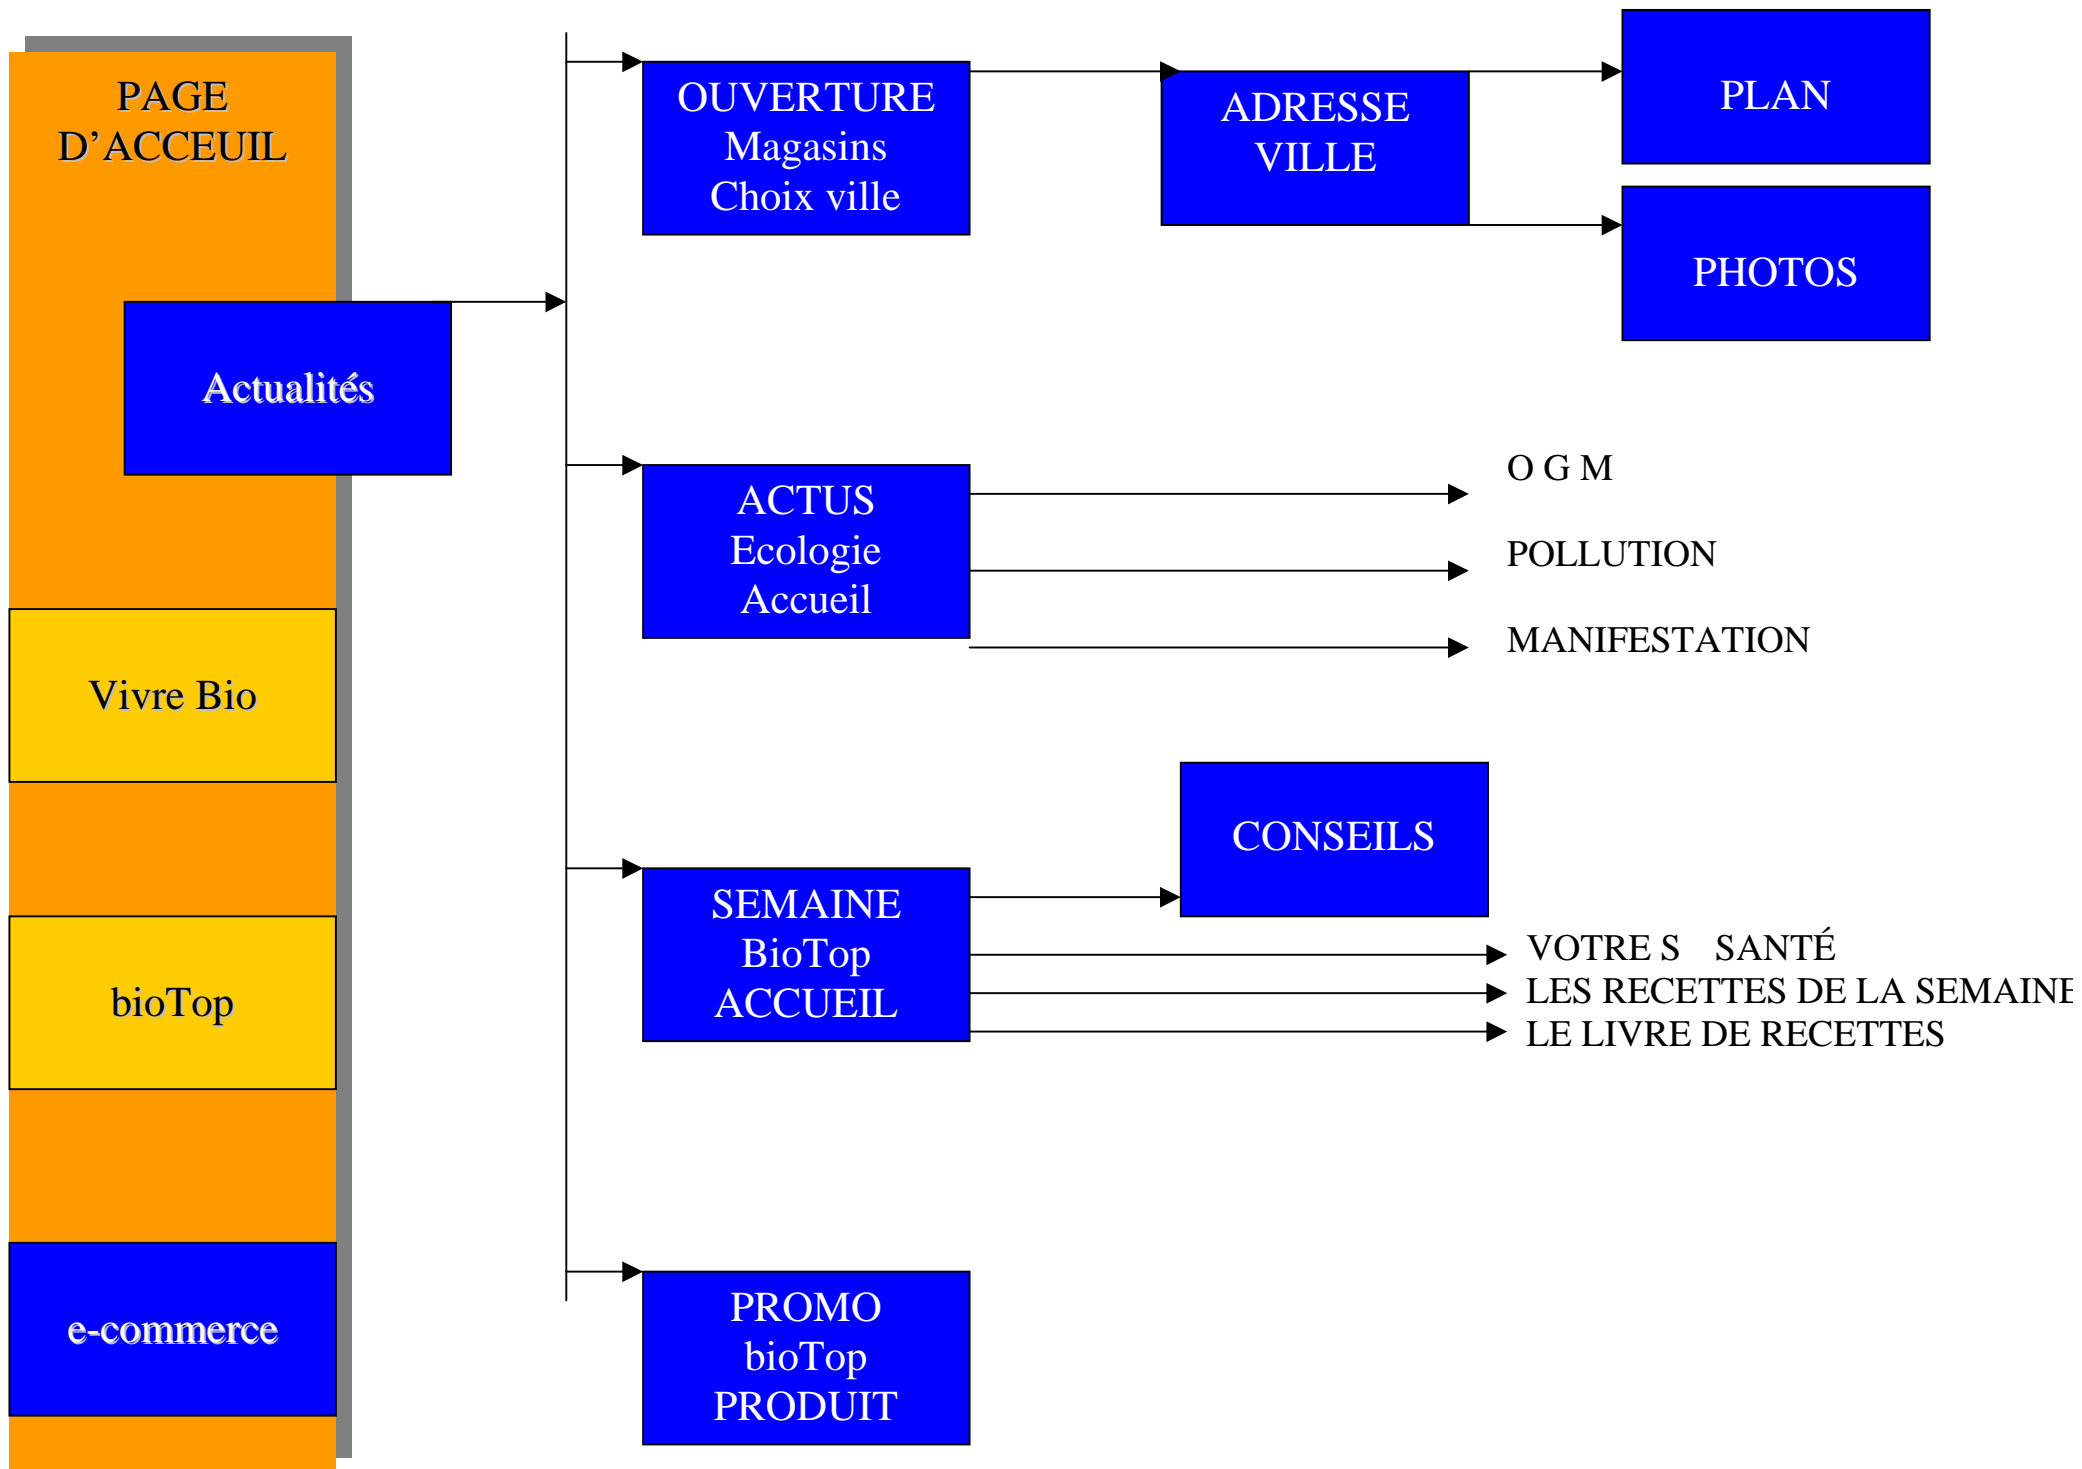 PAGE
D’ACCEUIL
Actualités
Vivre Bio
bioTop
e-commerce
OUVERTURE
Magasins
Choix ville
ADRESSE
VILLE
PLAN
PHOTOS
ACTUS
Ecologie
Accueil
O G M
POLLUTION
MANIFESTATION
SEMAINE
BioTop
ACCUEIL
CONSEILS
VOTRE S SANTÉ
LES RECETTES DE LA SEMAINE
LE LIVRE DE RECETTES
PROMO
bioTop
PRODUIT